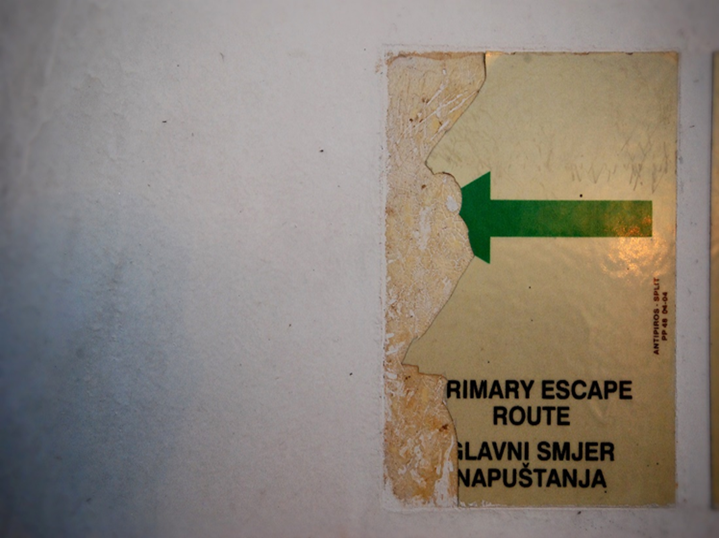 RIMARY ESCAPE
ROUTE
GLAVNI SMJER
NAPUŠTANJA
ANTIPIROS - SPLIT
PP 48 04-04